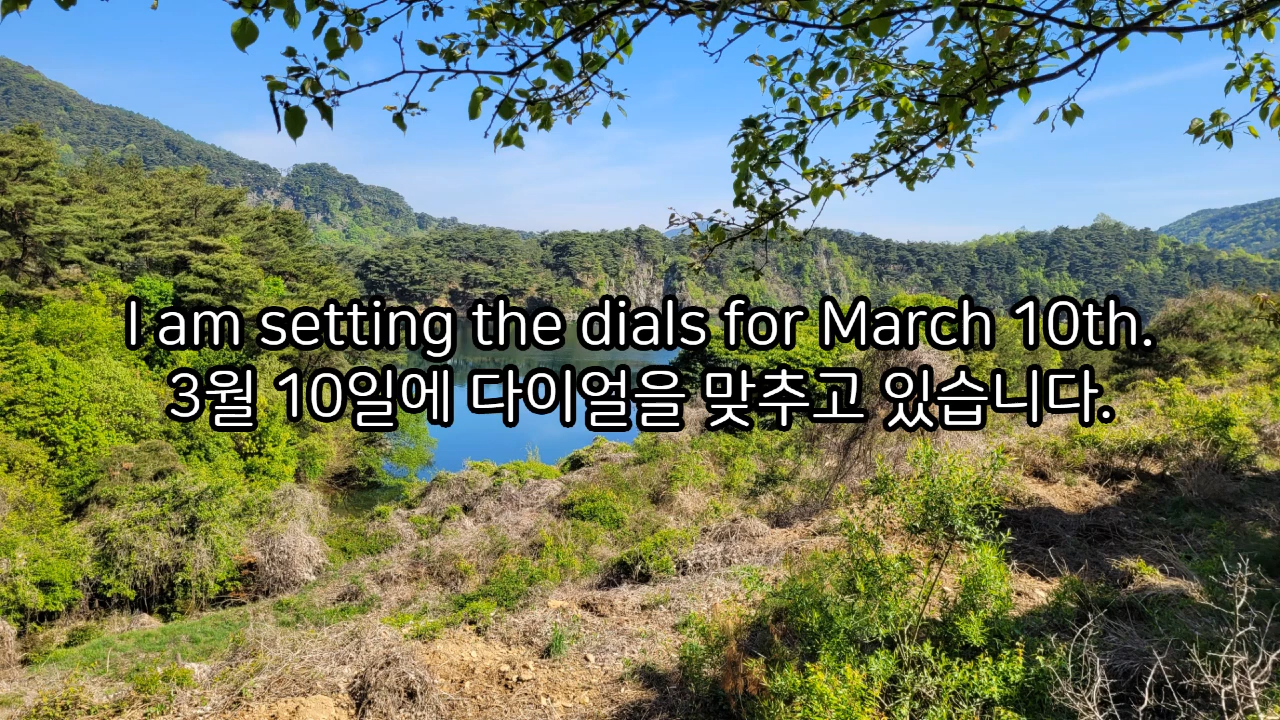 I am setting the dials for March 10th.
3월 10일에 다이얼을 맞추고 있습니다.